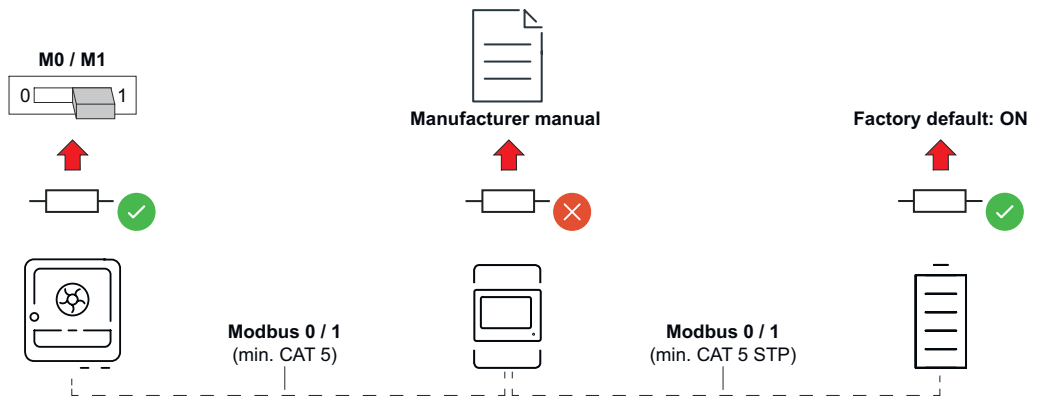 M0 / M1
0 1
Manufacturer manual
Factory default: ON
Modbus 0 / 1
(min. CAT 5)
Modbus 0 / 1
(min. CAT 5 STP)